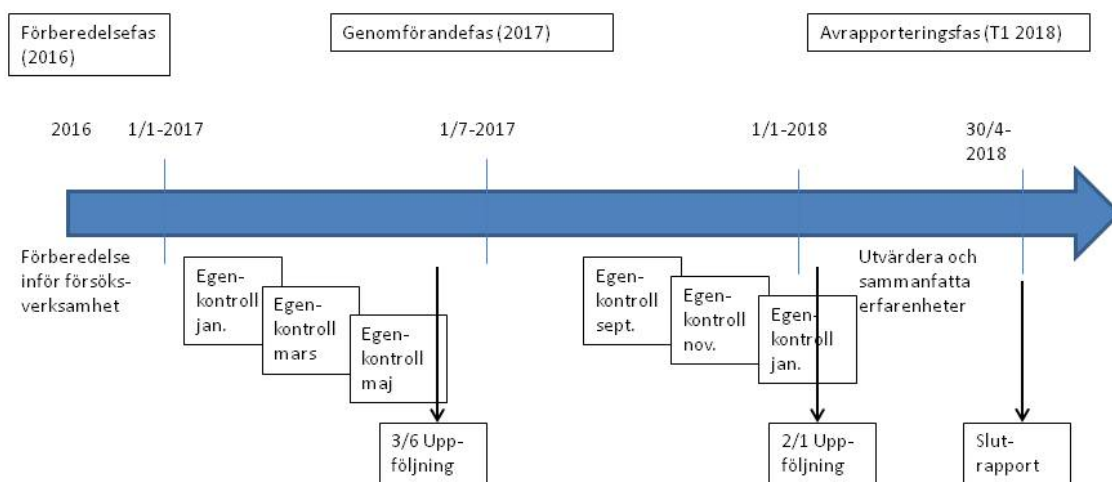 Förberedelsefas
(2016)
Genomförandefas (2017)
Avrapporteringsfas (T1 2018)
2016
1/1-2017
1/7-2017
1/1-2018
30/4-
2018
Förberedelse
inför försöks-
verksamhet
Egen-
kontroll
jan.
Egen-
kontroll
mars
Egen-
kontroll
maj
Egen-
kontroll
sept.
Egen-
kontroll
nov.
Egen-
kontroll
jan.
Utvärdera och
sammanfatta
erfarenheter
3/6 Upp-
följning
2/1 Upp-
följning
Slut-
rapport